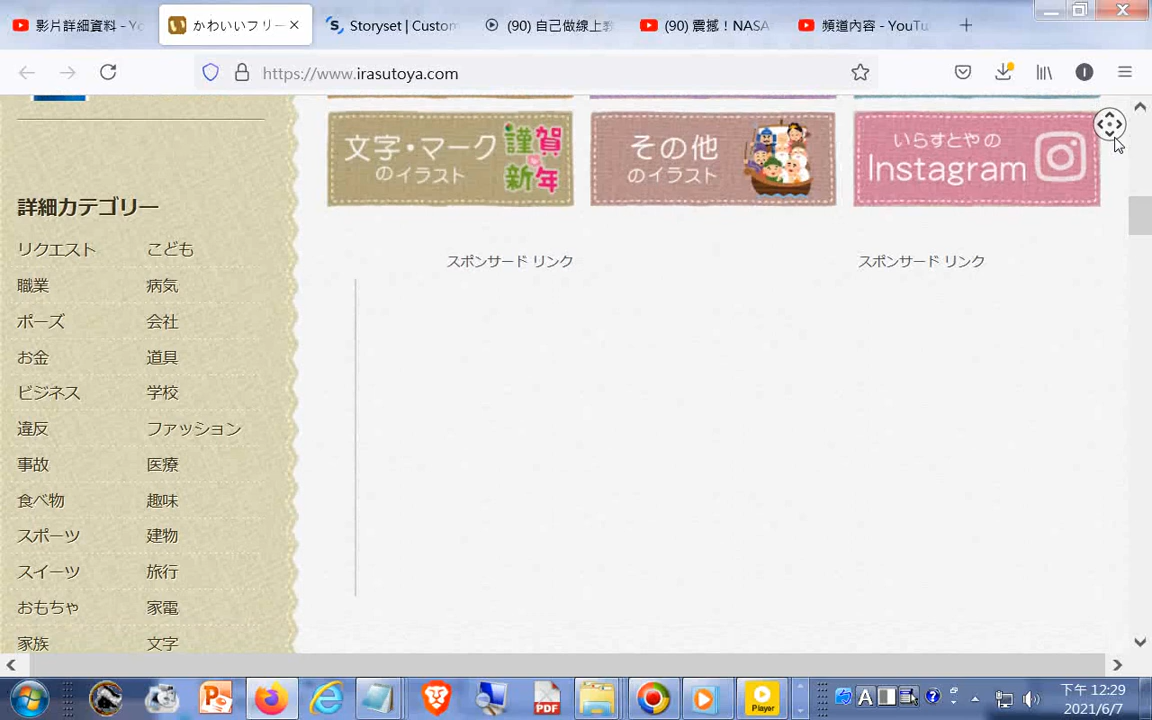 影片詳細資料 - Yo
かわいいフリー
Storyset | Custom
(90) 自己做線上教
(90) 震撼！NASA
頻道內容 - YouTu
https://www.irasutoya.com
文字・マーク
のイラスト
謹賀
新年
その他
のイラスト
いらすとやの
Instagram
詳細カテゴリー
リクエスト こども
職業 病気
ポーズ 会社
お金 道具
ビジネス 学校
違反 ファッション
事故 医療
食べ物 趣味
スポーツ 建物
スイーツ 旅行
おもちゃ 家電
家族 文字
スポンサード リンク
スポンサード リンク
PDF
Player
A
下午 12:29
2021/6/7